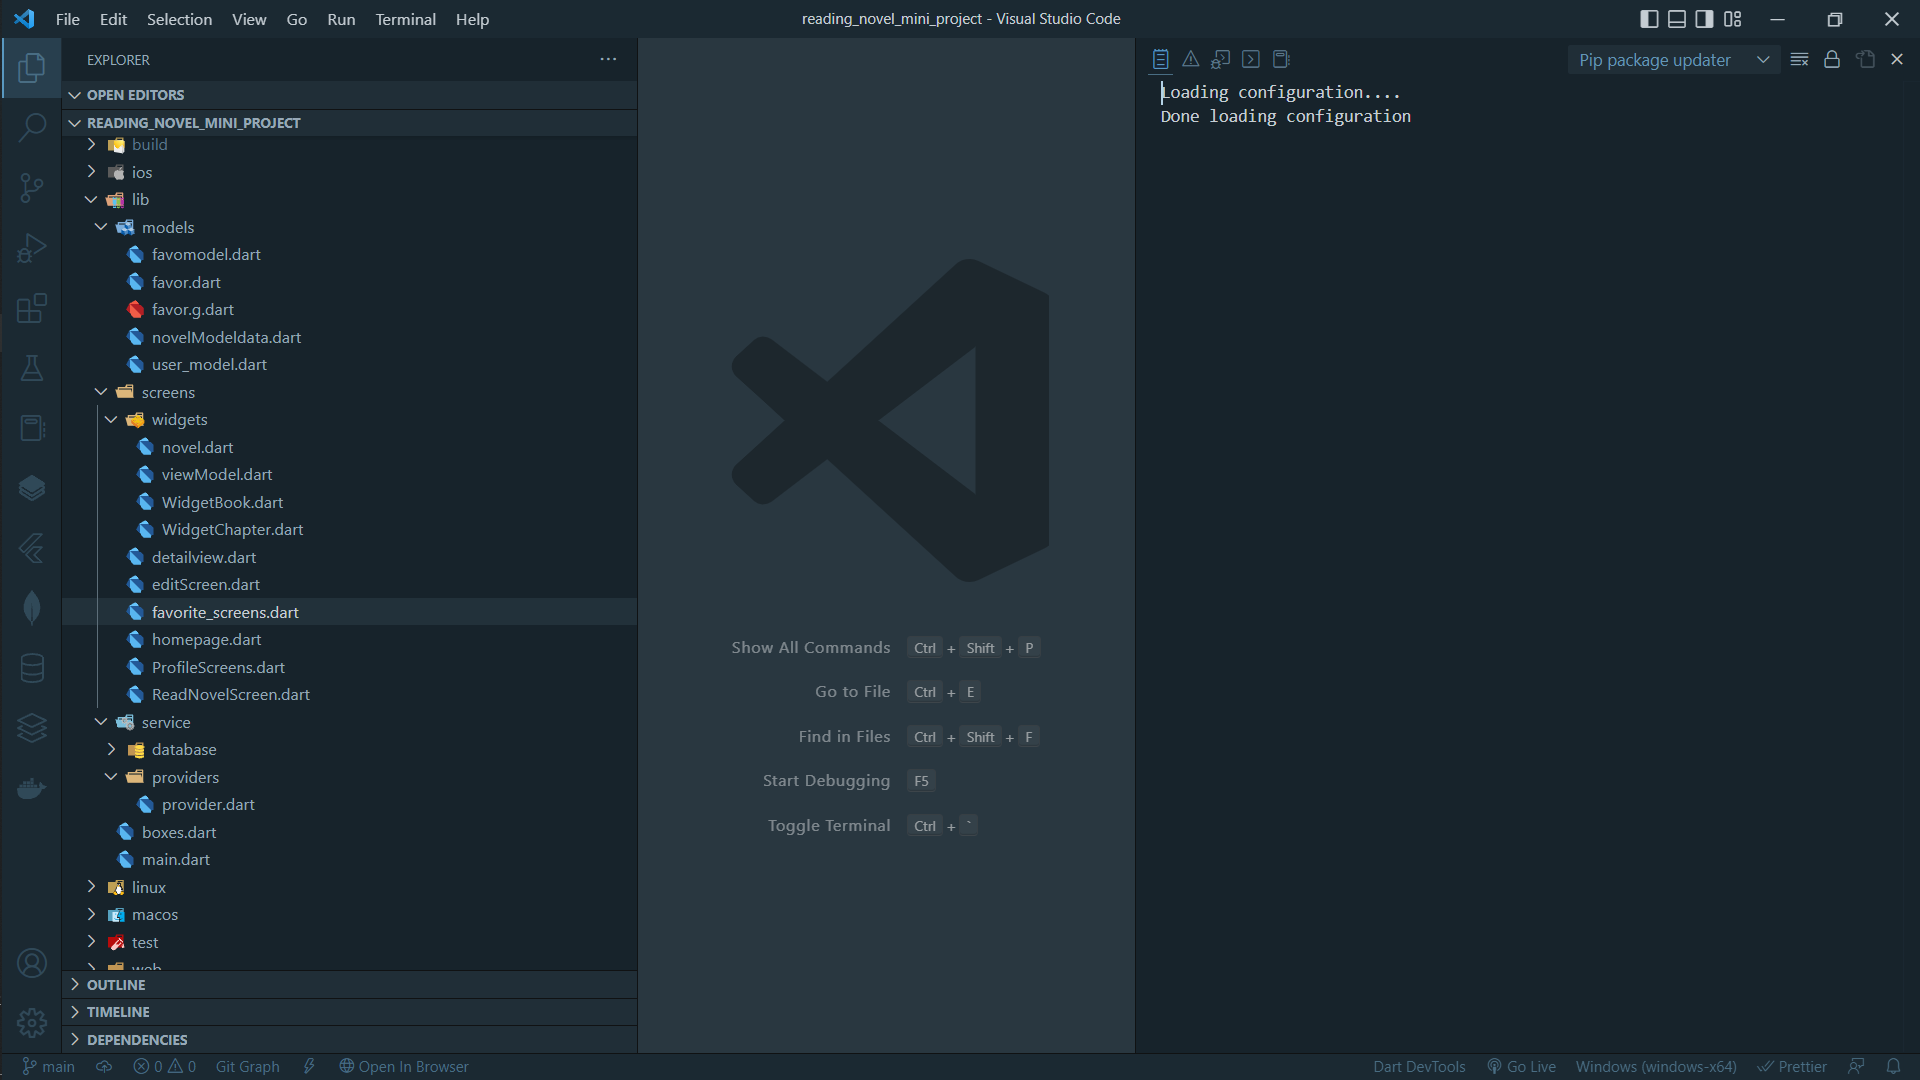 File Edit Selection View Go Run Terminal Help
reading_novel_mini_project - Visual Studio Code
EXPLORER
OPEN EDITORS
READING_NOVEL_MINI_PROJECT
build
ios
lib
models
favomodel.dart
favor.dart
favor.g.dart
novelModeldata.dart
user_model.dart
screens
widgets
novel.dart
viewModel.dart
WidgetBook.dart
WidgetChapter.dart
detailview.dart
editScreen.dart
favorite_screens.dart
homepage.dart
ProfileScreens.dart
ReadNovelScreen.dart
service
database
providers
provider.dart
boxes.dart
main.dart
linux
macos
test
web
OUTLINE
TIMELINE
DEPENDENCIES
Show All Commands Ctrl + Shift + P
Go to File Ctrl + E
Find in Files Ctrl + Shift + F
Start Debugging F5
Toggle Terminal Ctrl + `
Pip package updater
Loading configuration....
Done loading configuration
main 0 0 Git Graph Open In Browser
Dart DevTools Go Live Windows (windows-x64) Prettier